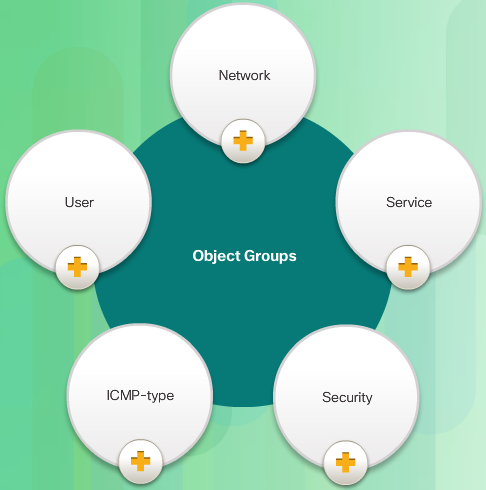 Network
User
Service
Object Groups
ICMP-type
Security